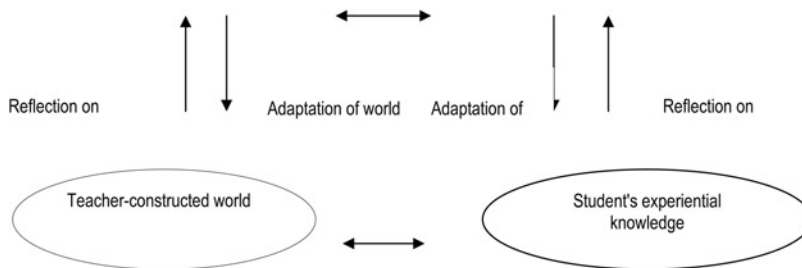 Reflection on
Adaptation of world
Adaptation of
Reflection on
Teacher-constructed world
Student's experiential
knowledge